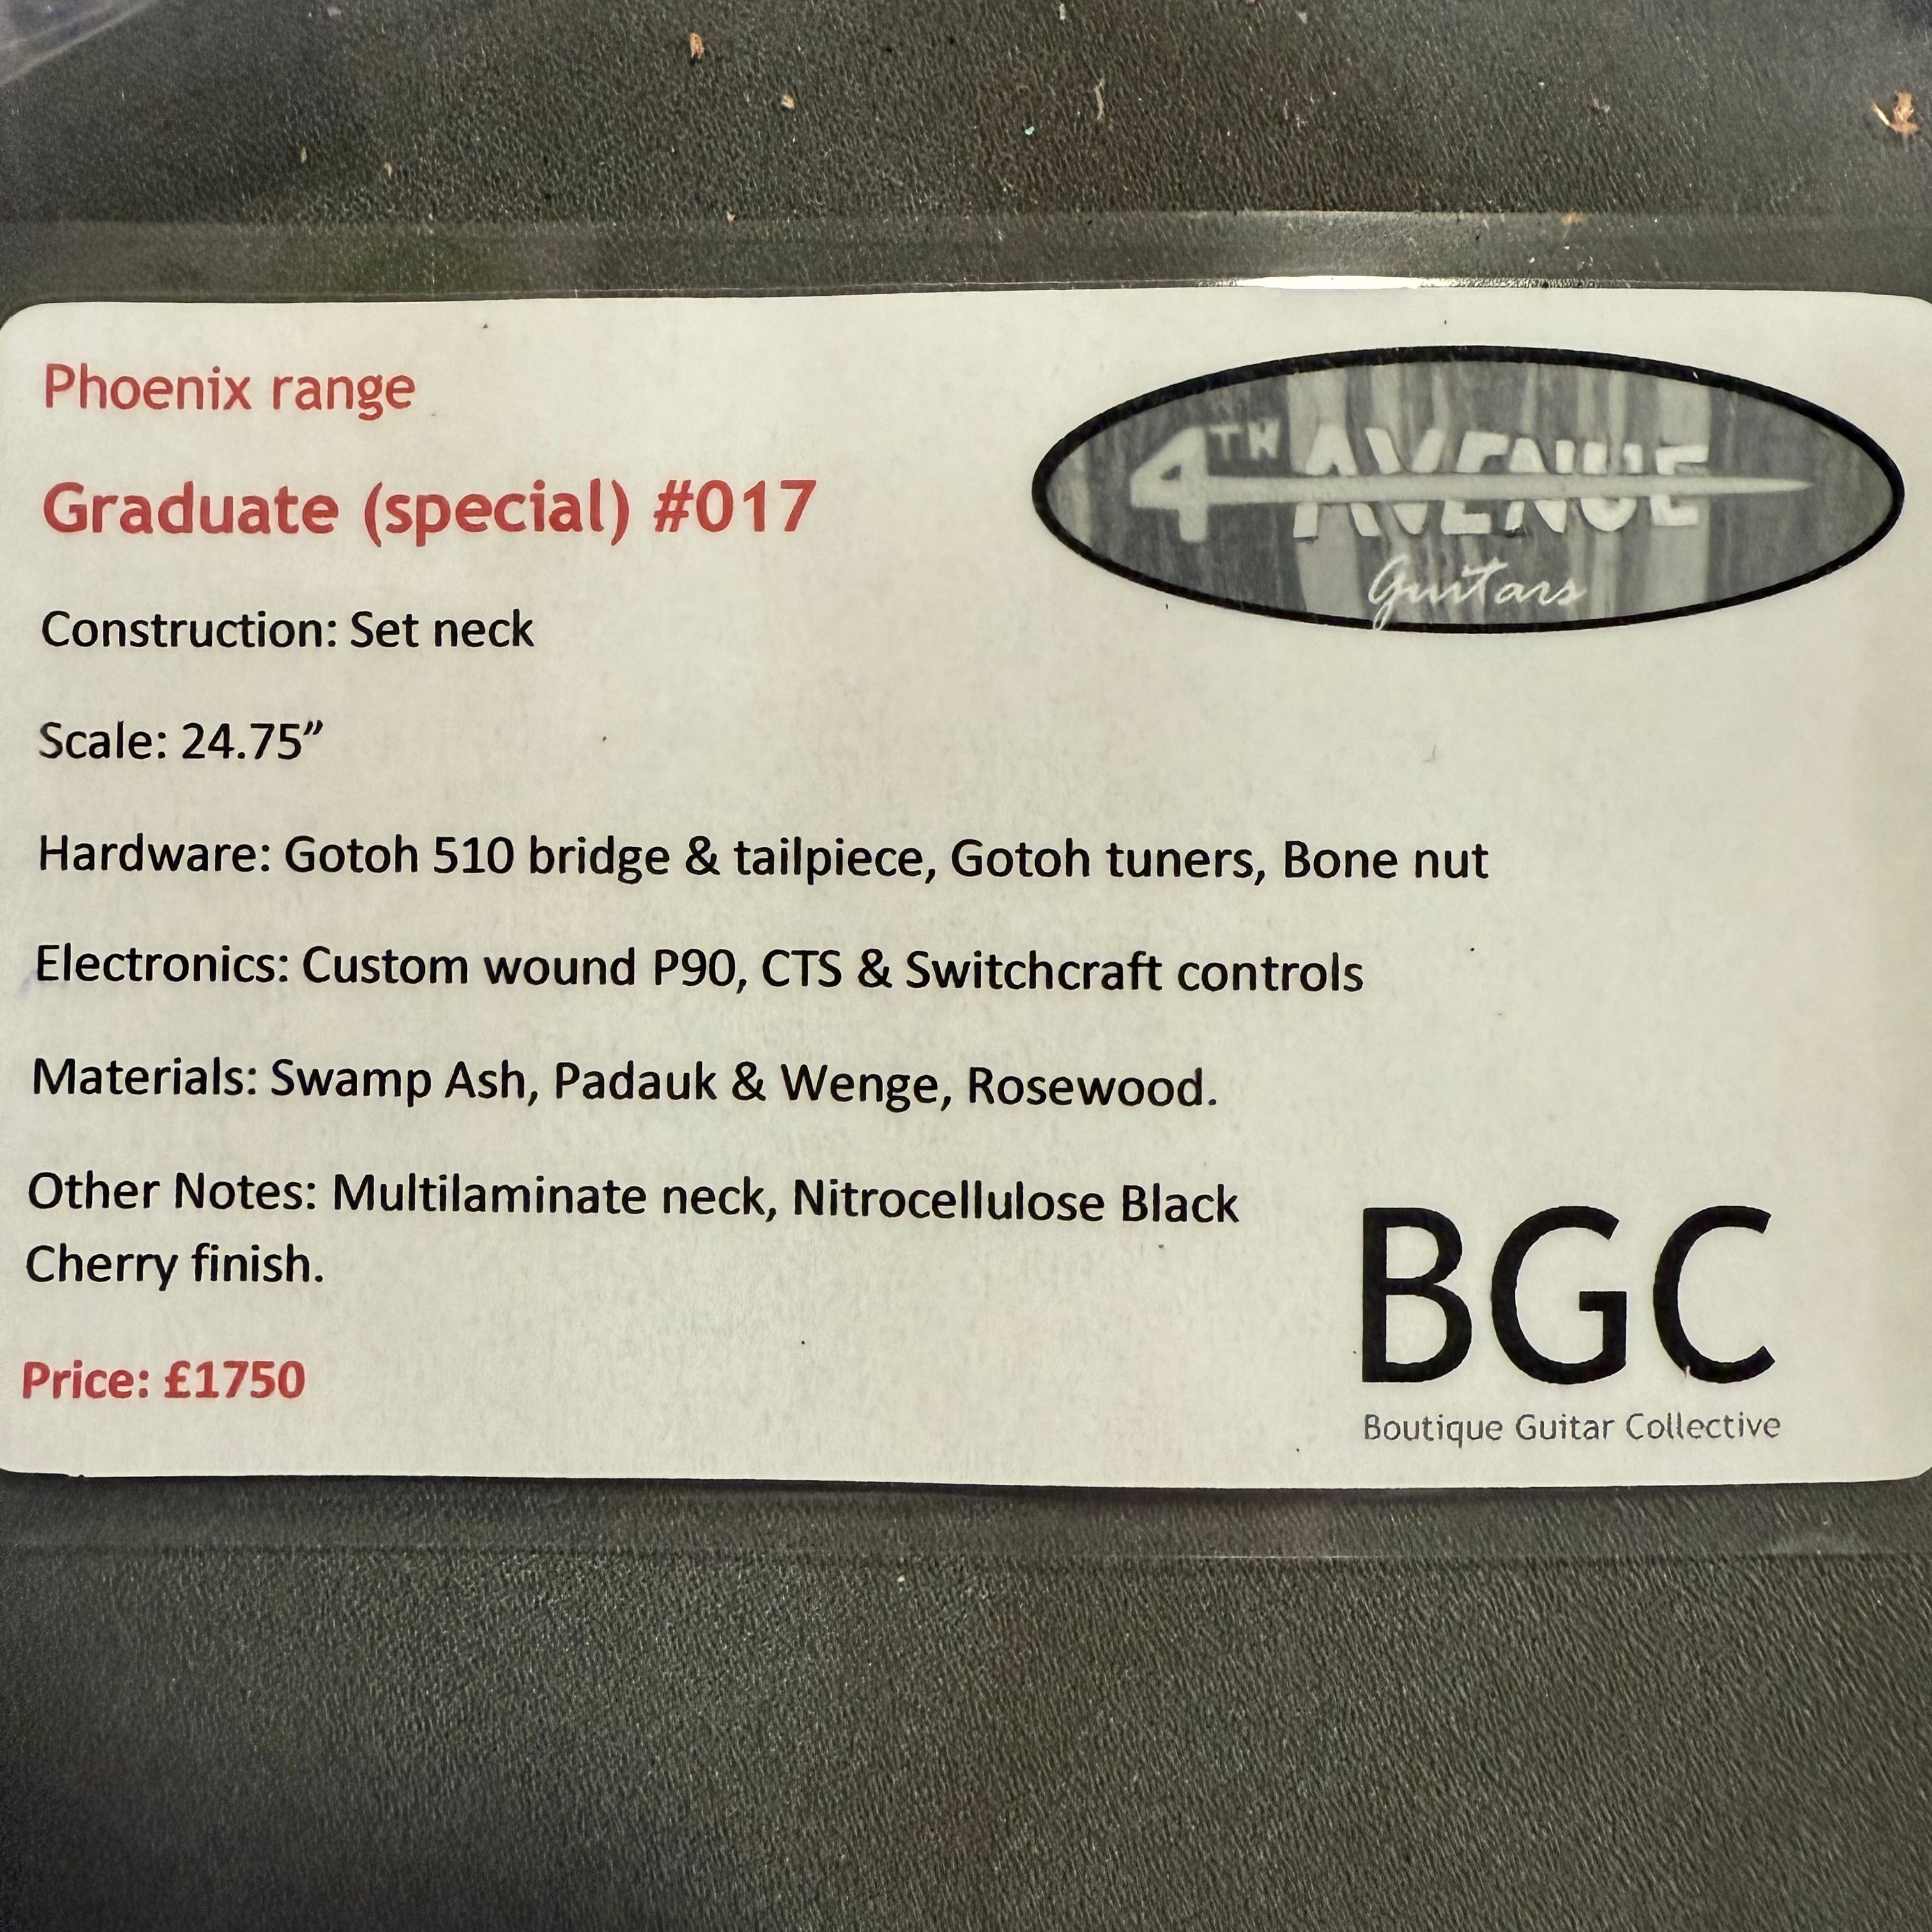 Phoenix range
4TH AVENUE
Guitars
Graduate (special) #017
Construction: Set neck
Scale: 24.75”
Hardware: Gotoh 510 bridge & tailpiece, Gotoh tuners, Bone nut
Electronics: Custom wound P90, CTS & Switchcraft controls
Materials: Swamp Ash, Padauk & Wenge, Rosewood.
Other Notes: Multilaminate neck, Nitrocellulose Black
Cherry finish.
Price: £1750
BGC
Boutique Guitar Collective